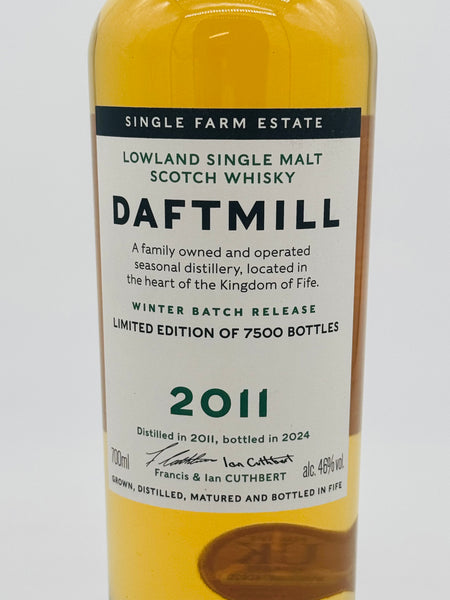 SINGLE FARM ESTATE
LOWLAND SINGLE MALT
SCOTCH WHISKY
DAFTMILL
A family owned and operated
seasonal distillery, located in
the heart of the Kingdom of Fife.
WINTER BATCH RELEASE
LIMITED EDITION OF 7500 BOTTLES
2011
Distilled in 2011, bottled in 2024
700ml
Ian Cuthbert
alc. 46% vol.
Francis & Ian CUTHBERT
GROWN, DISTILLED, MATURED AND BOTTLED IN FIFE
UK